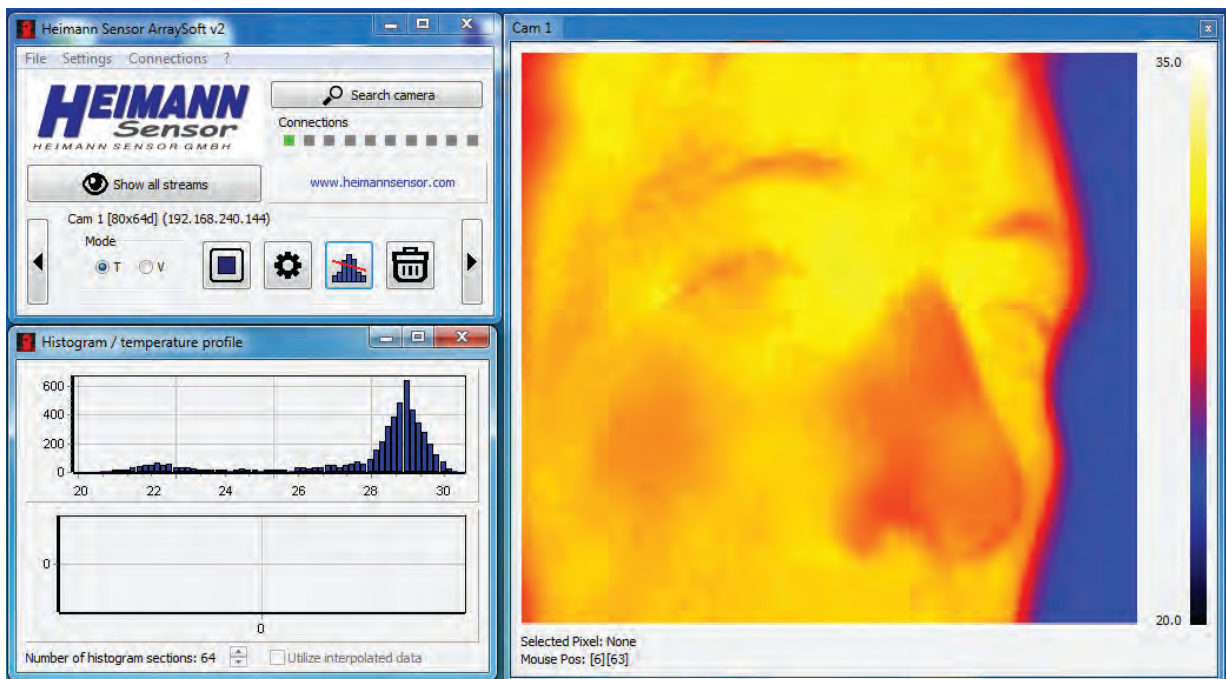 Heimann Sensor ArraySoft v2
File Settings Connections ?
HEIMANN
Sensor
HEIMANN SENSOR GMBH
Search camera
Connections
Show all streams
www.heimannsensor.com
Cam 1 [80x64d] (192.168.240.144)
Mode
T V
Histogram / temperature profile
600
400
200
0
20 22 24 26 28 30
0
0
Number of histogram sections: 64 Utilize interpolated data
Cam 1
35.0
20.0
Selected Pixel: None
Mouse Pos: [6][63]